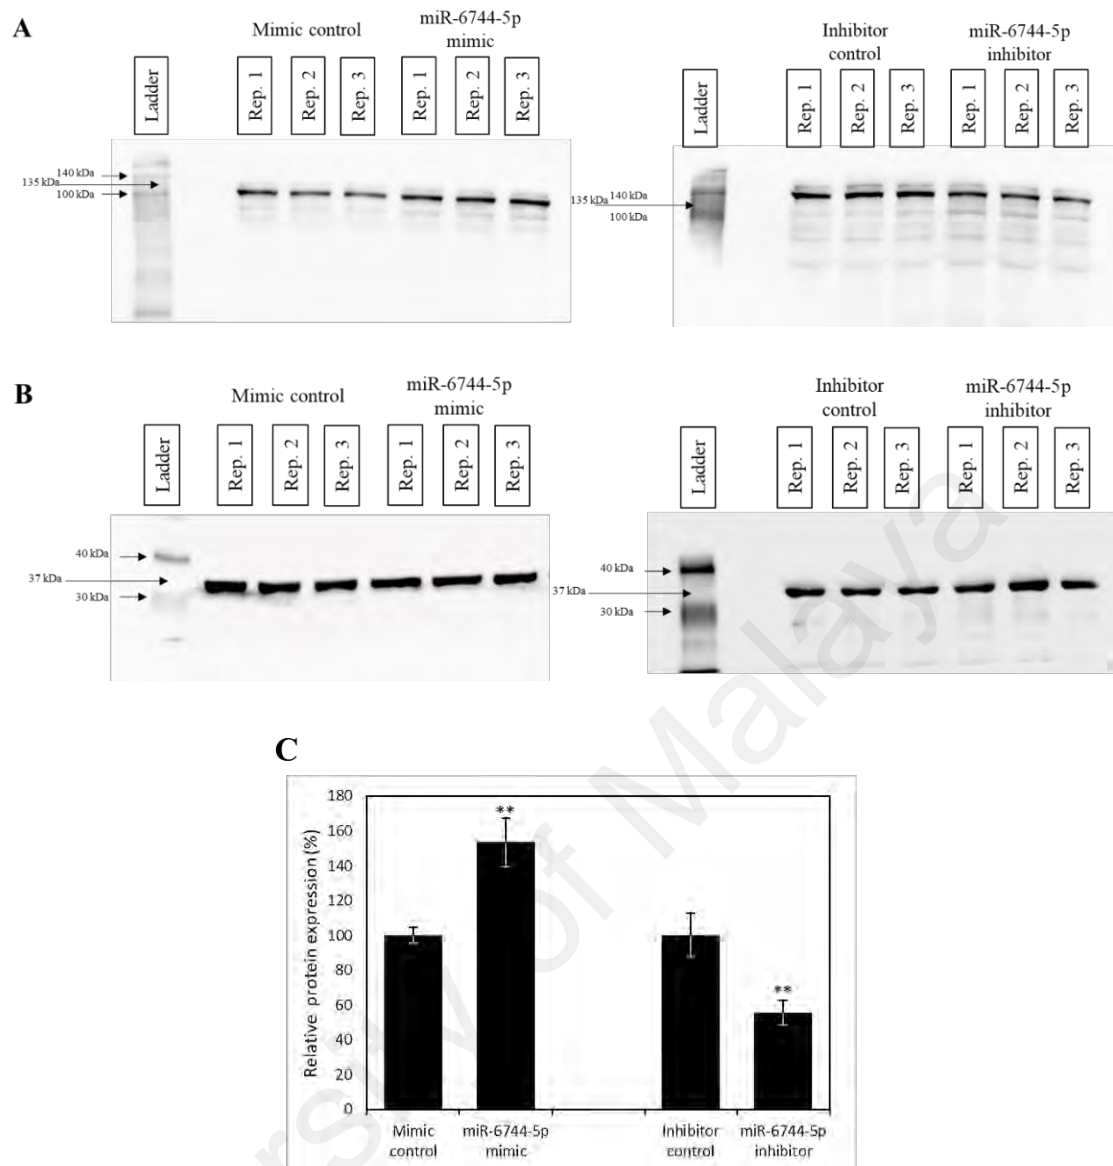 A
Mimic control
miR-6744-5p
mimic
Ladder
Rep. 1
Rep. 2
Rep. 3
Rep. 1
Rep. 2
Rep. 3
140 kDa
135 kDa
100 kDa
Inhibitor
control
miR-6744-5p
inhibitor
Ladder
Rep. 1
Rep. 2
Rep. 3
Rep. 1
Rep. 2
Rep. 3
140 kDa
135 kDa
100 kDa
B
Mimic control
miR-6744-5p
mimic
Ladder
Rep. 1
Rep. 2
Rep. 3
Rep. 1
Rep. 2
Rep. 3
40 kDa
37 kDa
30 kDa
Inhibitor
control
miR-6744-5p
inhibitor
Ladder
Rep. 1
Rep. 2
Rep. 3
Rep. 1
Rep. 2
Rep. 3
40 kDa
37 kDa
30 kDa
C
Relative protein expression (%)
180
160
140
120
100
80
60
40
20
0
**
**
Mimic
control
miR-6744-5p
mimic
Inhibitor
control
miR-6744-5p
inhibitor
rsity of Malaya